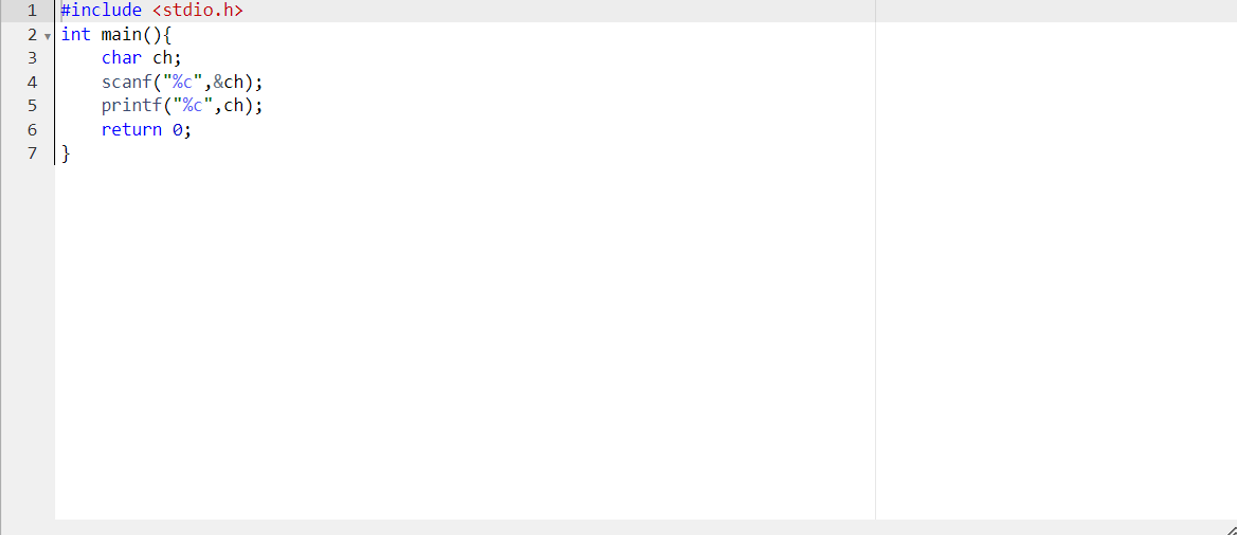 1 #include <stdio.h>
2 int main(){
3     char ch;
4     scanf("%c",&ch);
5     printf("%c",ch);
6     return 0;
7 }